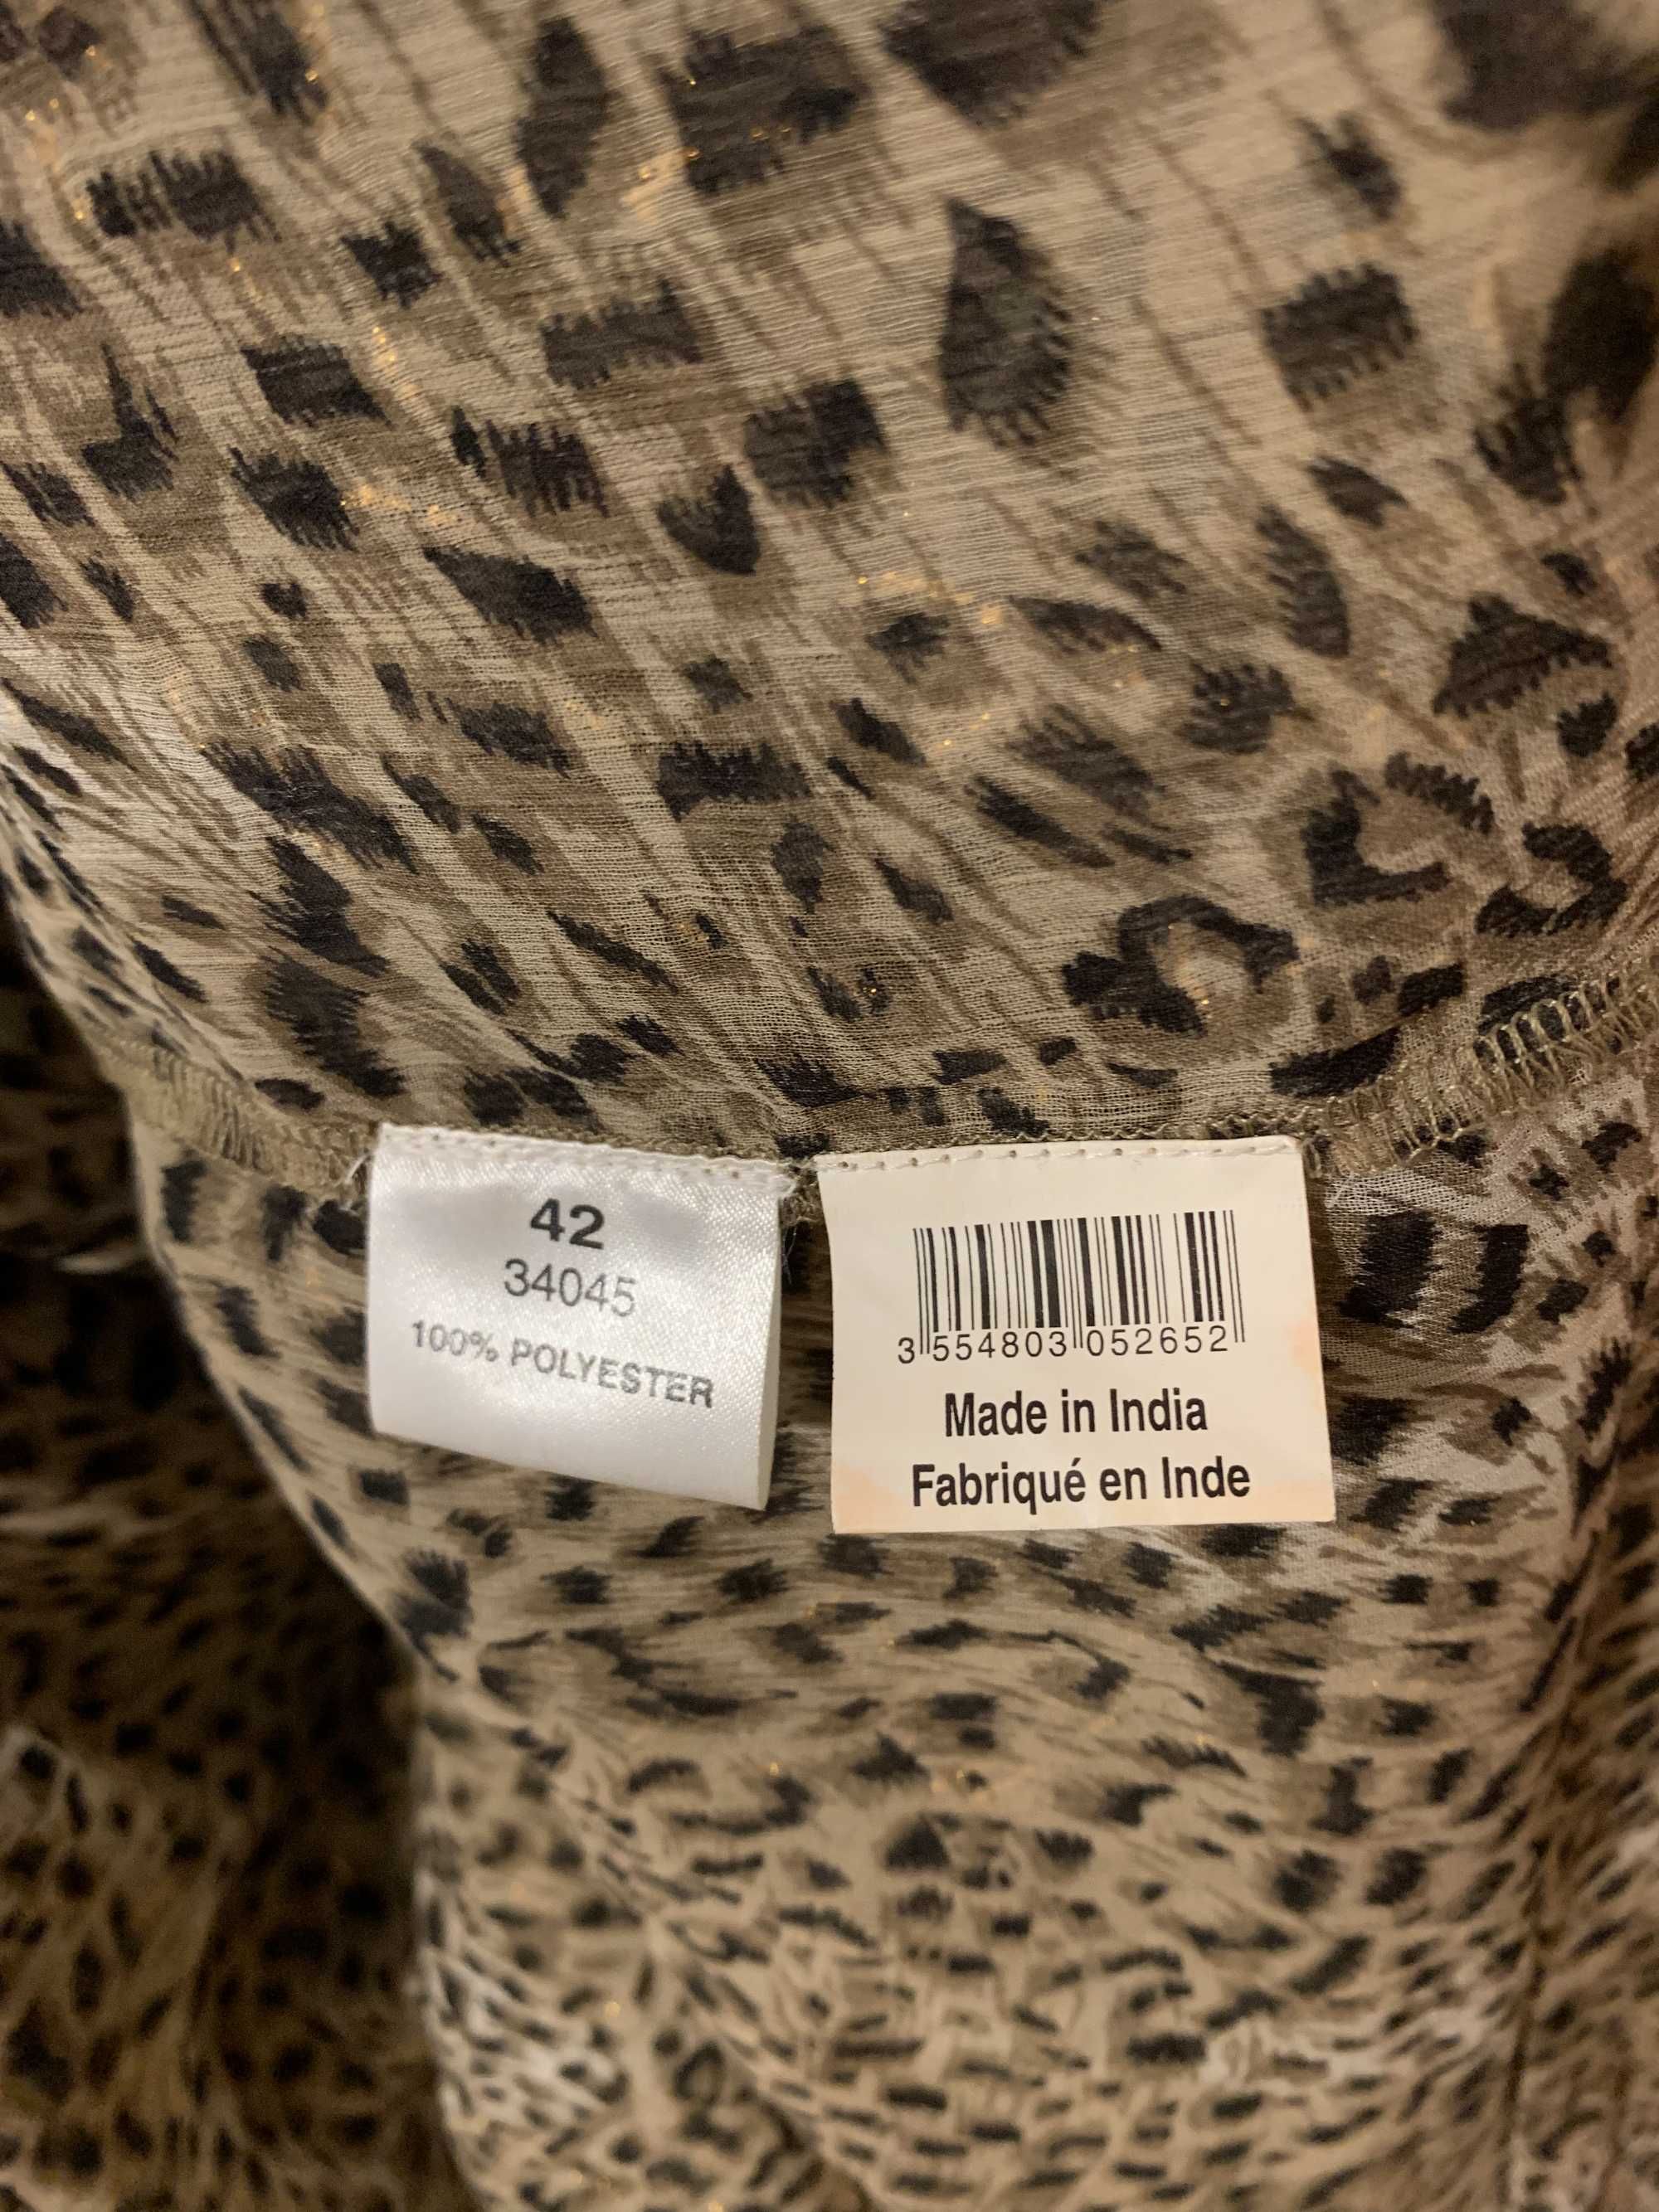 42
34045
100% POLYESTER
3 554803 052652
Made in India
Fabriqué en Inde